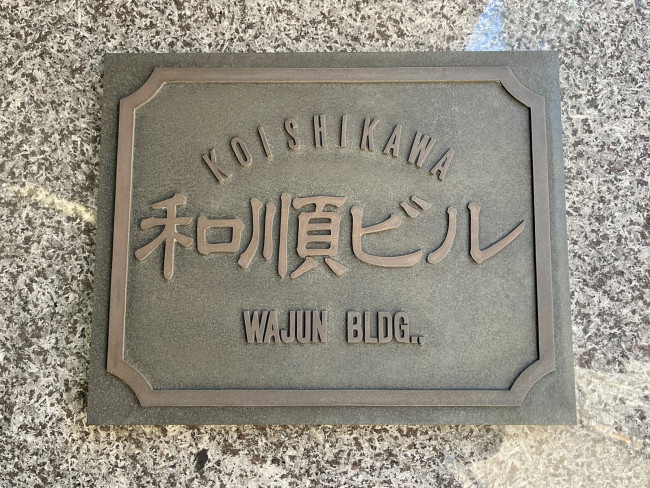 KOISHIKAWA
和順ビル
WAJUN BLDG.,